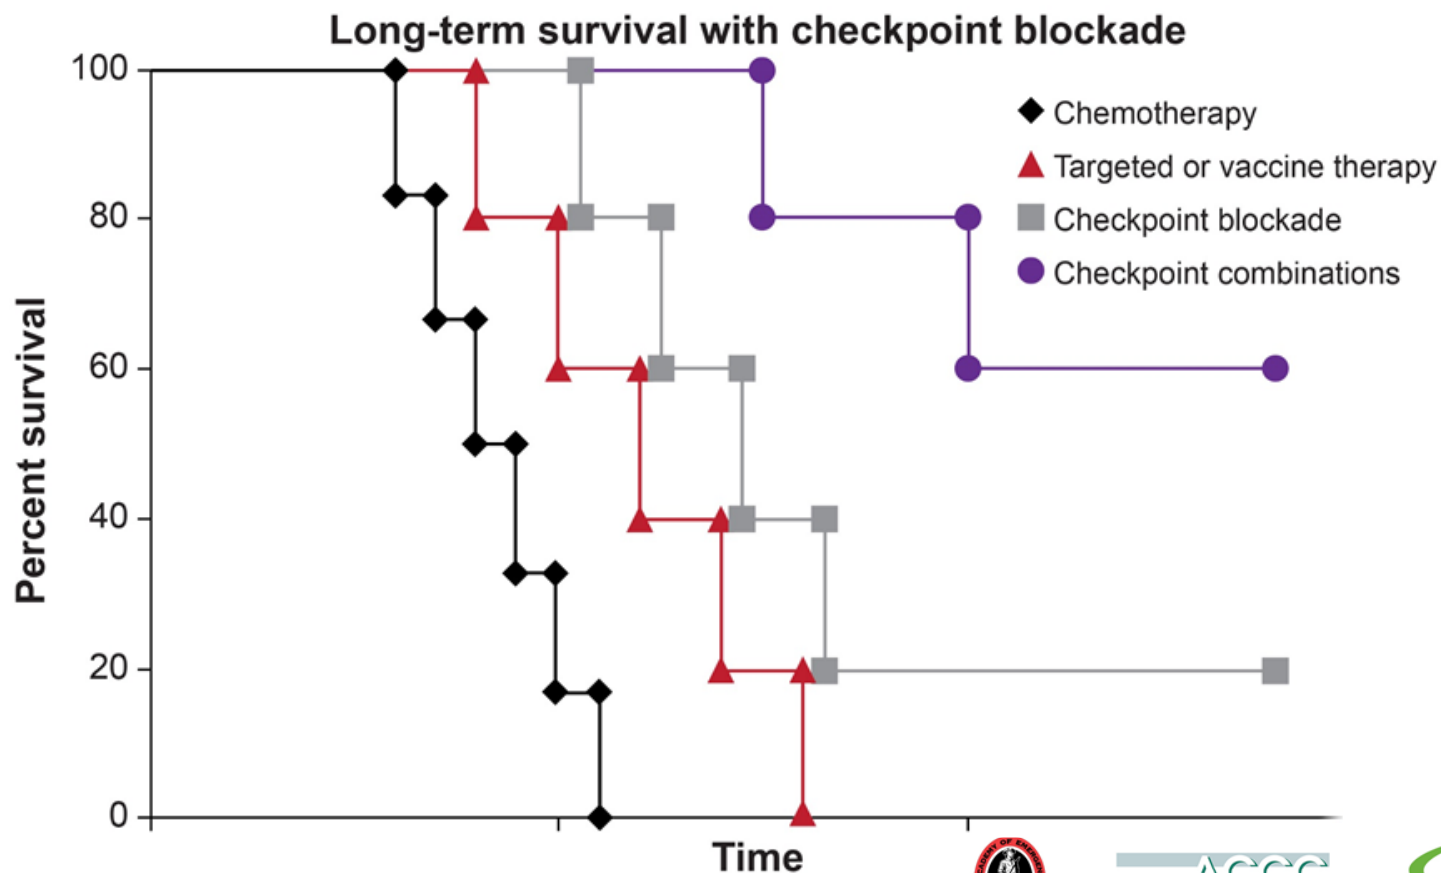 Long-term survival with checkpoint blockade
100
80
60
40
20
0
Percent survival
Chemotherapy
Targeted or vaccine therapy
Checkpoint blockade
Checkpoint combinations
Time